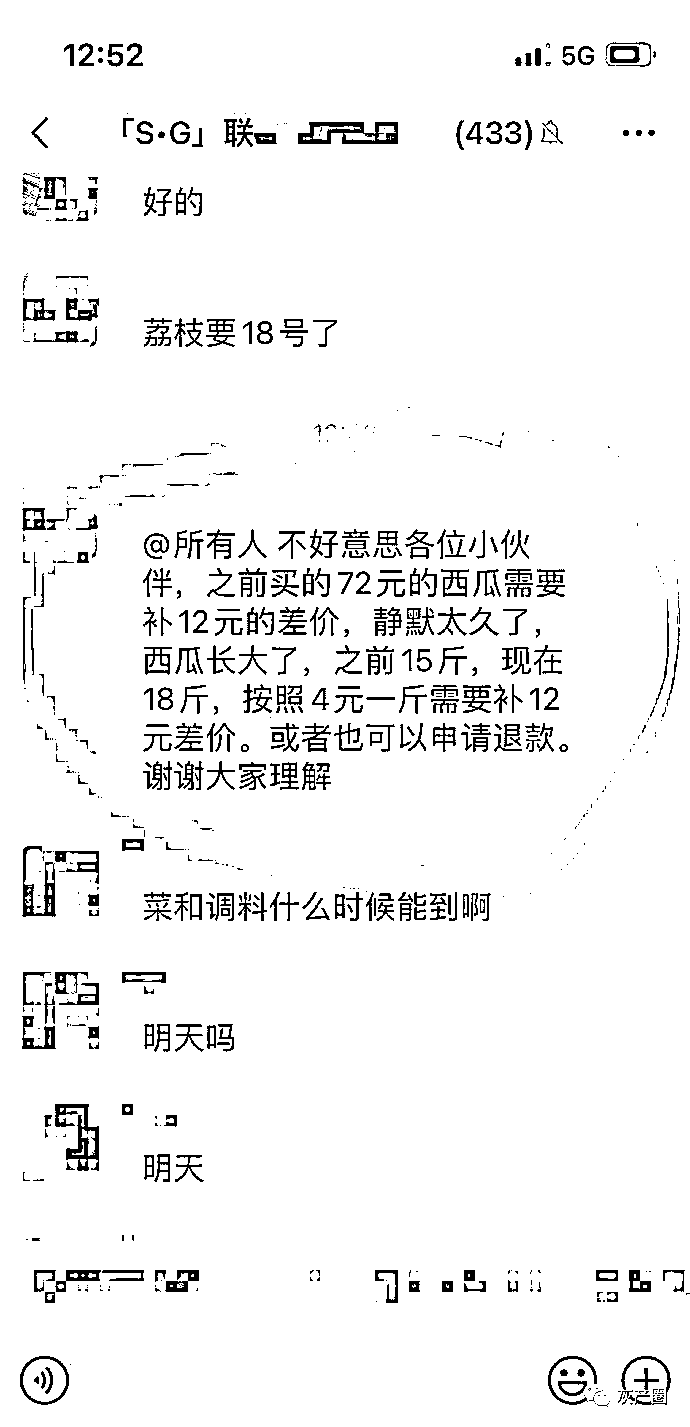 12:52
5G
「S·G」联
(433)
好的
荔枝要18号了
@所有人 不好意思各位小伙
伴，之前买的72元的西瓜需要
补12元的差价，静默太久了，
西瓜长大了，之前15斤，现在
18斤，按照4元一斤需要补12
元差价。或者也可以申请退款。
谢谢大家理解
菜和调料什么时候能到啊
明天吗
明天
灰产圈